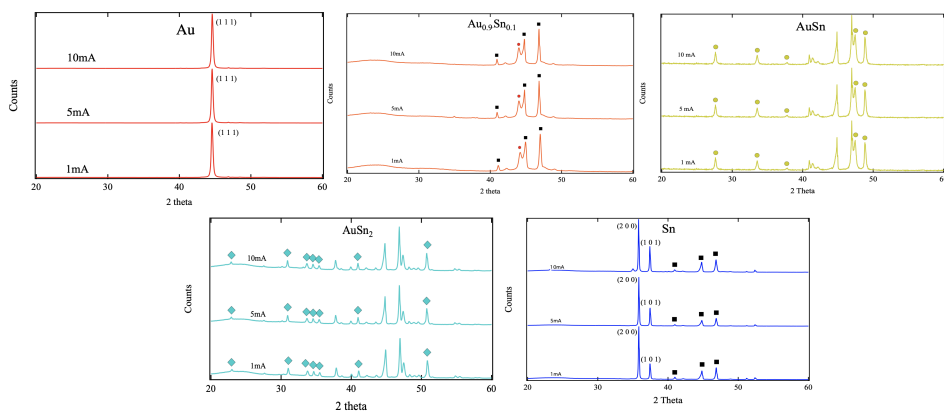 Au
(1 1 1)
10mA
(1 1 1)
5mA
(1 1 1)
1mA
Counts
20 30 40 50 60
2 theta
Au0.9Sn0.1
10mA
5mA
1mA
Counts
20 30 40 50 60
2 theta
AuSn
10 mA
5 mA
1 mA
Counts
20 30 40 50 60
2 Theta
AuSn2
10mA
5mA
1mA
Counts
20 30 40 50 60
2 theta
Sn
(2 0 0)
(1 0 1)
10mA
(2 0 0)
(1 0 1)
5mA
(2 0 0)
(1 0 1)
1mA
Counts
20 30 40 50 60
2 Theta